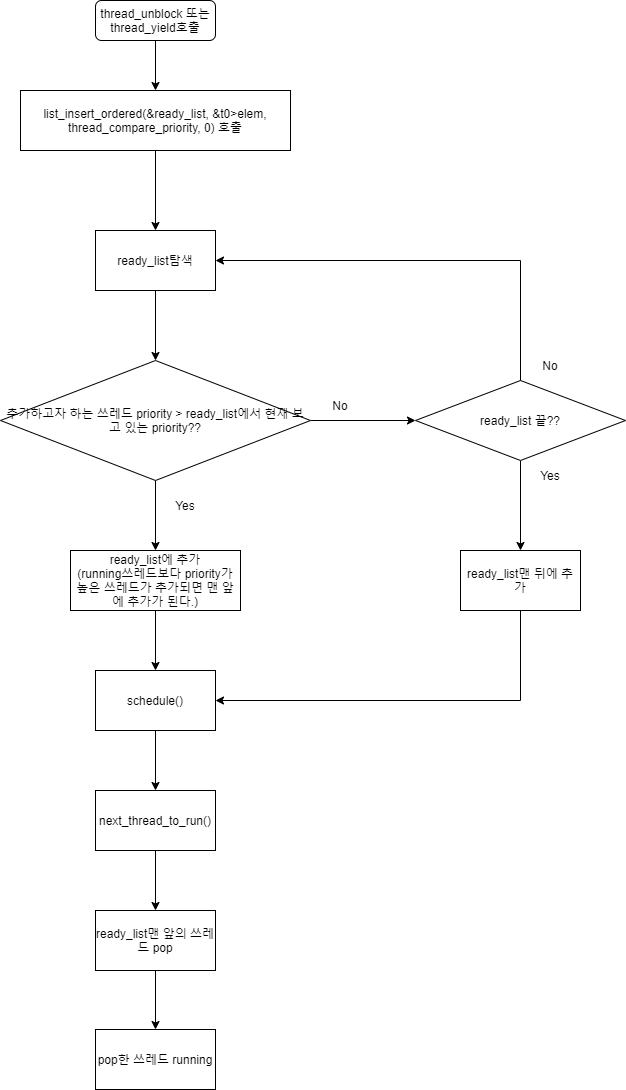 thread_unblock 또는
thread_yield호출
list_insert_ordered(&ready_list, &t0>elem,
thread_compare_priority, 0) 호출
ready_list탐색
추가하고자 하는 쓰레드 priority > ready_list에서 현재 보
고 있는 priority??
No
ready_list 끝??
No
Yes
Yes
ready_list에 추가
(running쓰레드보다 priority가
높은 쓰레드가 추가되면 맨 앞
에 추가가 된다.)
ready_list맨 뒤에 추
가
schedule()
next_thread_to_run()
ready_list맨 앞의 쓰레
드 pop
pop한 쓰레드 running